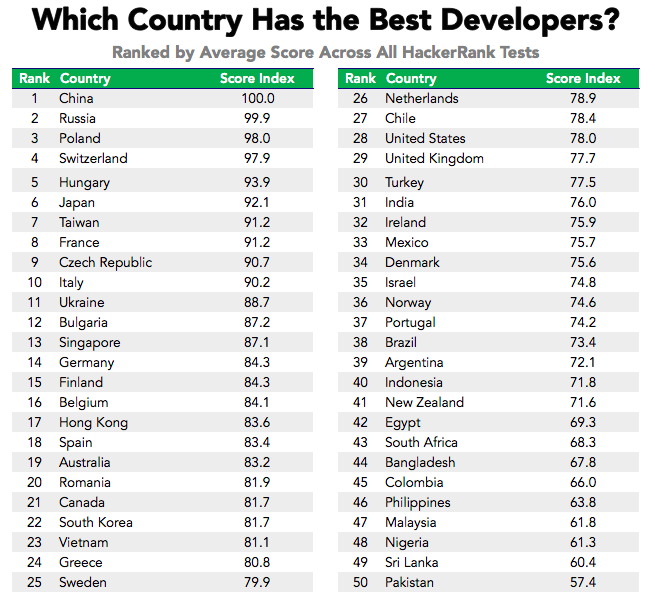 Which Country Has the Best Developers?
Ranked by Average Score Across All HackerRank Tests
Rank Country Score Index
1 China 100.0
2 Russia 99.9
3 Poland 98.0
4 Switzerland 97.9
5 Hungary 93.9
6 Japan 92.1
7 Taiwan 91.2
8 France 91.2
9 Czech Republic 90.7
10 Italy 90.2
11 Ukraine 88.7
12 Bulgaria 87.2
13 Singapore 87.1
14 Germany 84.3
15 Finland 84.3
16 Belgium 84.1
17 Hong Kong 83.6
18 Spain 83.4
19 Australia 83.2
20 Romania 81.9
21 Canada 81.7
22 South Korea 81.7
23 Vietnam 81.1
24 Greece 80.8
25 Sweden 79.9
Rank Country Score Index
26 Netherlands 78.9
27 Chile 78.4
28 United States 78.0
29 United Kingdom 77.7
30 Turkey 77.5
31 India 76.0
32 Ireland 75.9
33 Mexico 75.7
34 Denmark 75.6
35 Israel 74.8
36 Norway 74.6
37 Portugal 74.2
38 Brazil 73.4
39 Argentina 72.1
40 Indonesia 71.8
41 New Zealand 71.6
42 Egypt 69.3
43 South Africa 68.3
44 Bangladesh 67.8
45 Colombia 66.0
46 Philippines 63.8
47 Malaysia 61.8
48 Nigeria 61.3
49 Sri Lanka 60.4
50 Pakistan 57.4